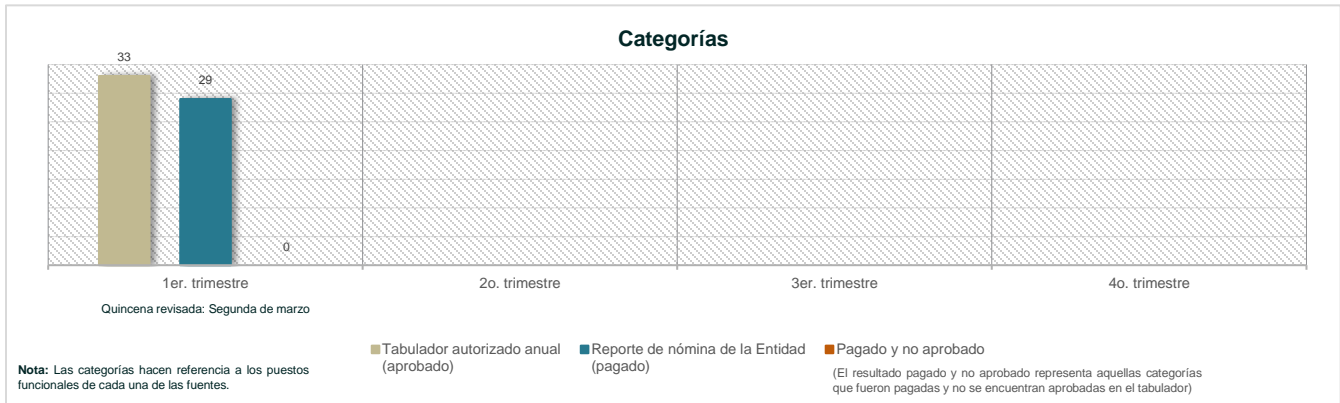 Categorías
33
29
0
1er. trimestre
2o. trimestre
3er. trimestre
4o. trimestre
Quincena revisada: Segunda de marzo
Tabulador autorizado anual
(aprobado)
Reporte de nómina de la Entidad
(pagado)
Pagado y no aprobado
(El resultado pagado y no aprobado representa aquellas categorías
que fueron pagadas y no se encuentran aprobadas en el tabulador)
Nota: Las categorías hacen referencia a los puestos
funcionales de cada una de las fuentes.